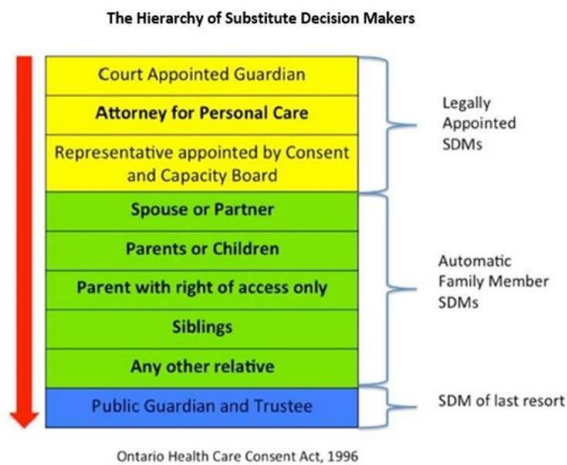 The Hierarchy of Substitute Decision Makers
Court Appointed Guardian
Attorney for Personal Care
Representative appointed by Consent
and Capacity Board
Spouse or Partner
Parents or Children
Parent with right of access only
Siblings
Any other relative
Public Guardian and Trustee
Legally
Appointed
SDMs
Automatic
Family Member
SDMs
SDM of last resort
Ontario Health Care Consent Act, 1996